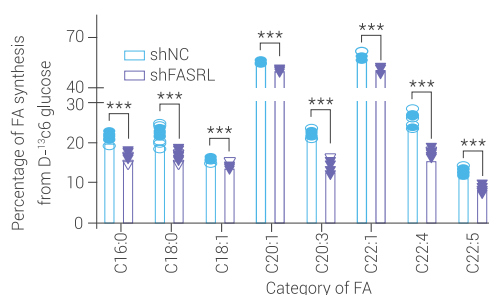 Percentage of FA synthesis
from D-¹³c6 glucose
70
40
30
20
10
0
shNC
shFASRL
*** *** *** *** *** *** *** ***
C16:0 C18:0 C18:1 C20:1 C20:3 C22:1 C22:4 C22:5
Category of FA